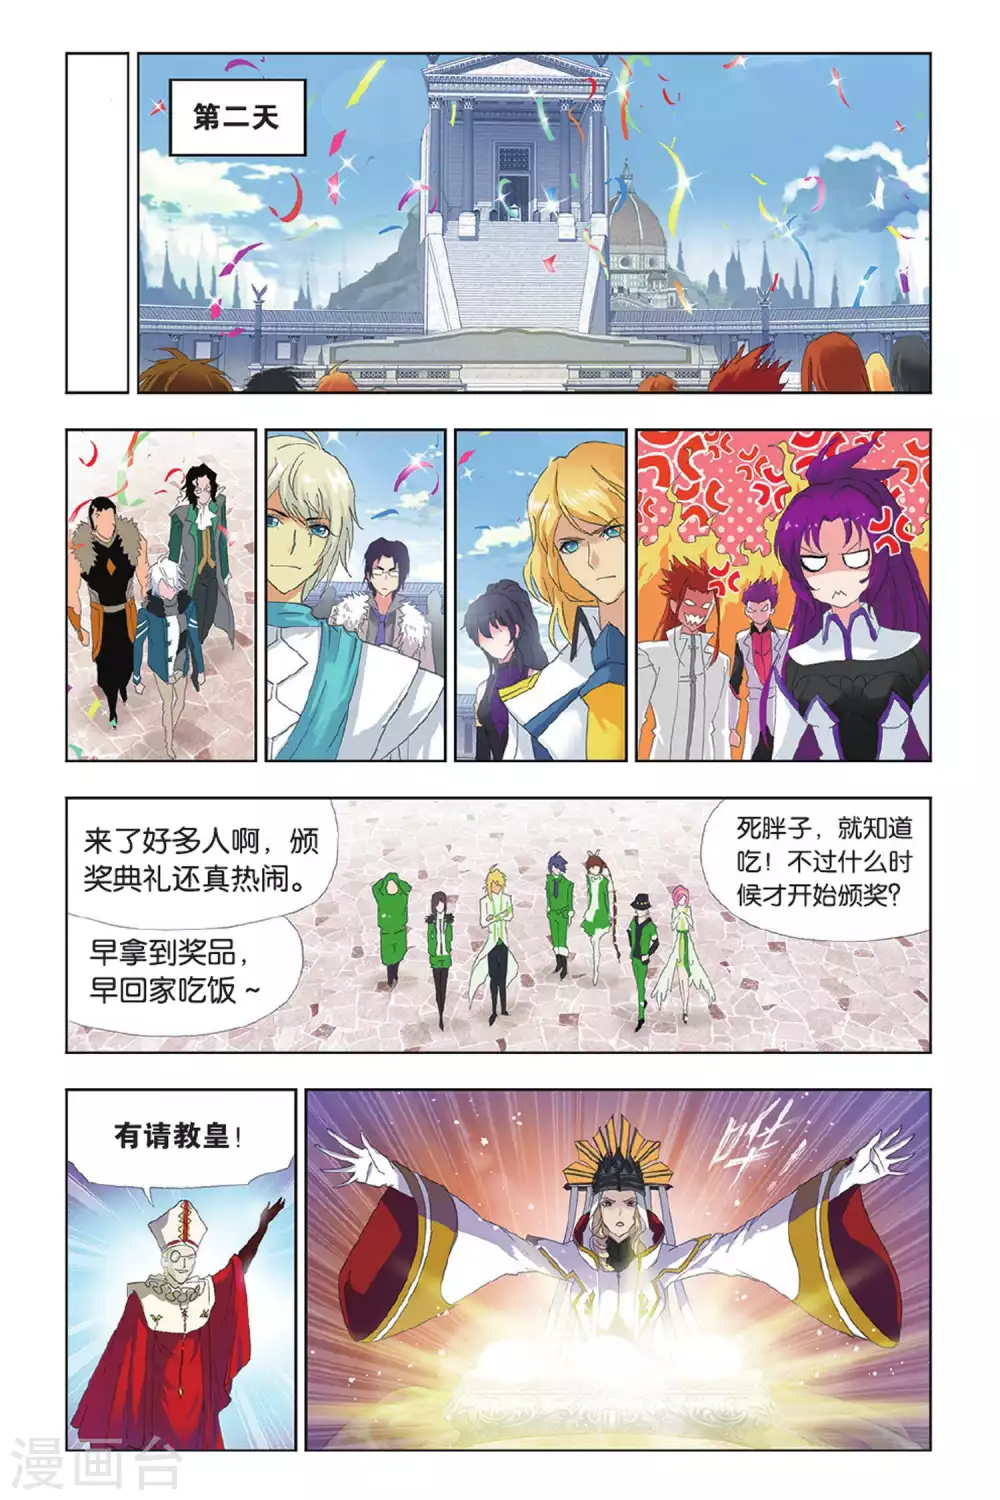 第二天
来了好多人啊，颁
奖典礼还真热闹。
早拿到奖品，
早回家吃饭～
死胖子，就知道
吃！不过什么时
候才开始颁奖？
有请教皇！
漫画台